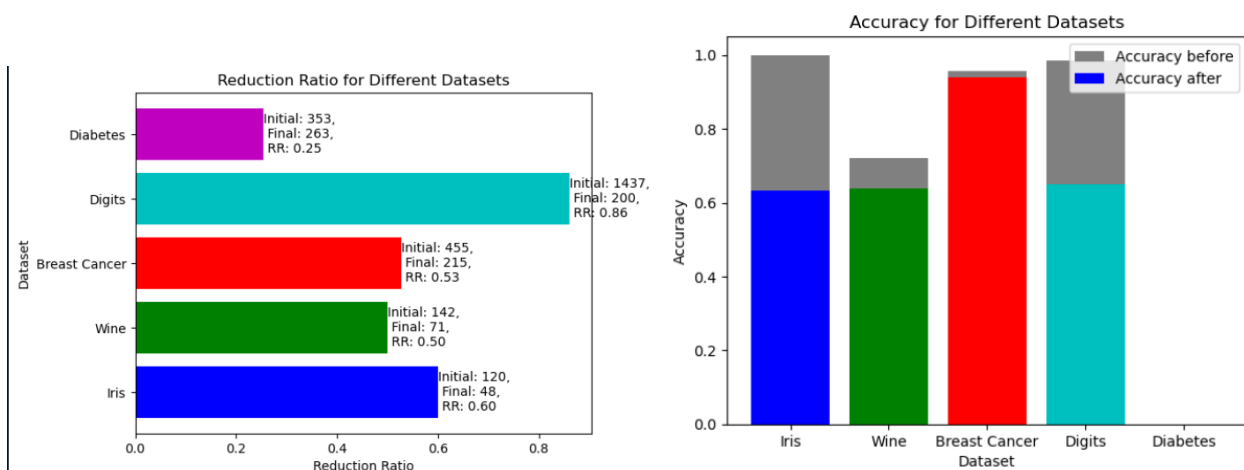 Reduction Ratio for Different Datasets
Dataset
Diabetes
Initial: 353,
Final: 263,
RR: 0.25
Digits
Initial: 1437,
Final: 200,
RR: 0.86
Breast Cancer
Initial: 455,
Final: 215,
RR: 0.53
Wine
Initial: 142,
Final: 71,
RR: 0.50
Iris
Initial: 120,
Final: 48,
RR: 0.60
0.0 0.2 0.4 0.6 0.8
Reduction Ratio
Accuracy for Different Datasets
Accuracy before
Accuracy after
Accuracy
1.0
0.8
0.6
0.4
0.2
0.0
Iris Wine Breast Cancer Digits Diabetes
Dataset